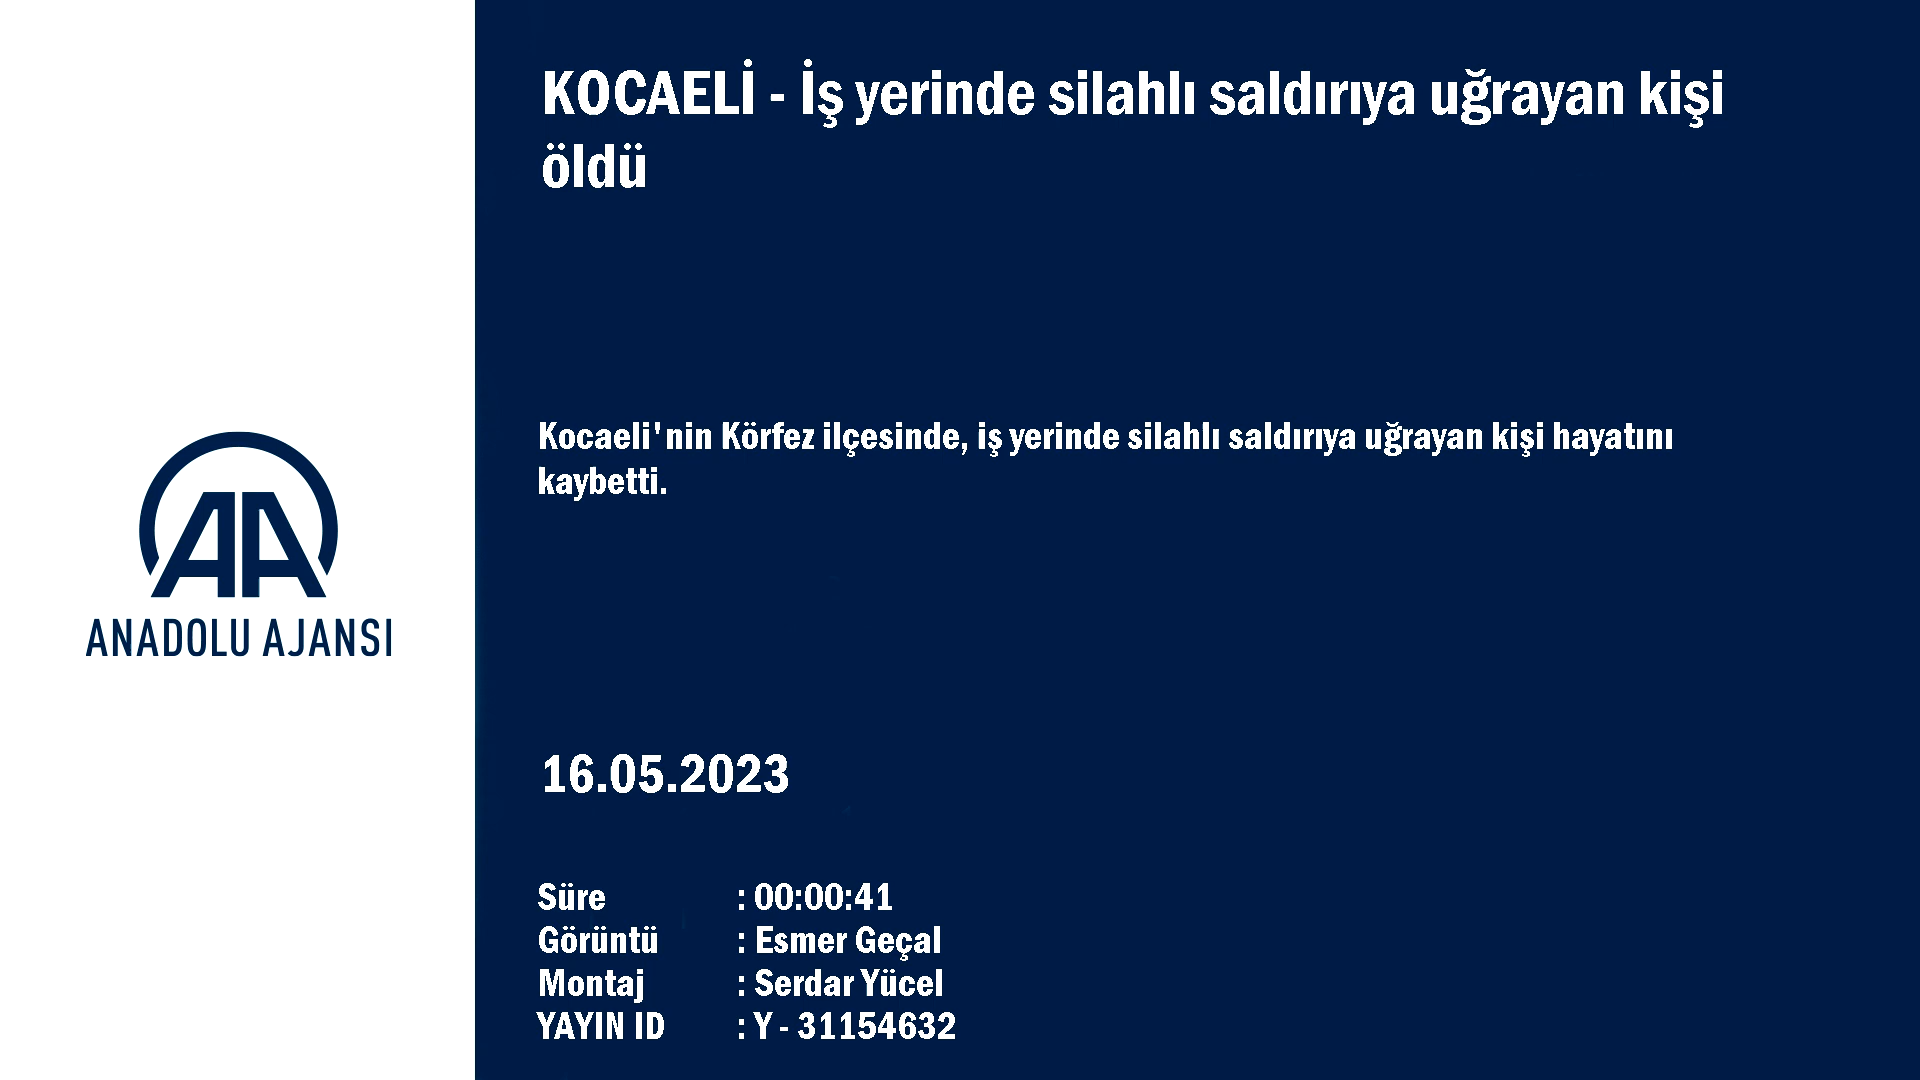 KOCAELİ - İş yerinde silahlı saldırıya uğrayan kişi
öldü
Kocaeli'nin Körfez ilçesinde, iş yerinde silahlı saldırıya uğrayan kişi hayatını
kaybetti.
AA
ANADOLU AJANSI
16.05.2023
Süre : 00:00:41
Görüntü : Esmer Geçal
Montaj : Serdar Yücel
YAYIN ID : Y - 31154632